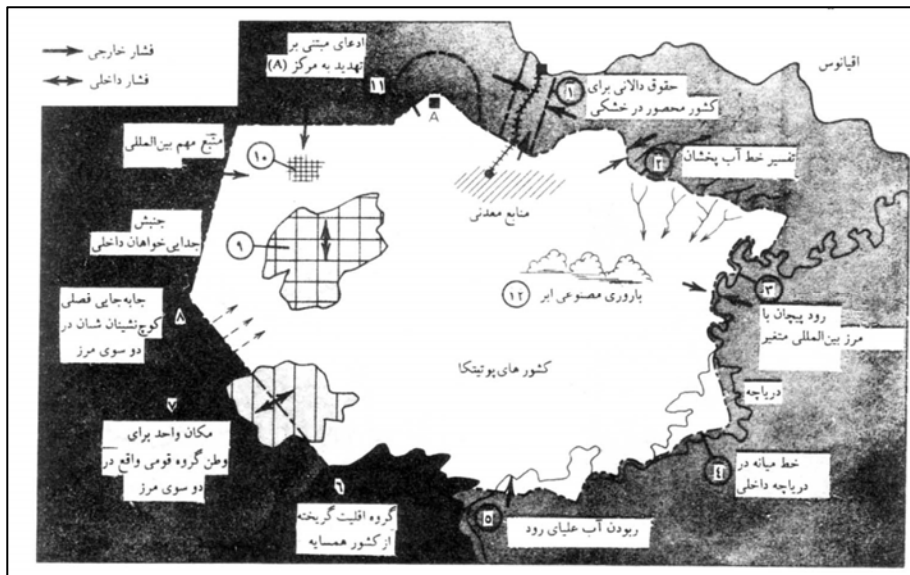 اقیانوس
فشار خارجی
فشار داخلی
ادعای مبتنی بر
تهدید به مرکز (A)
۱۱
A
۱
حقوق دالانی برای
کشور محصور در خشکی
۲
تفسیر خط آب پخشان
منبع مهم بین‌المللی
۱۰
منابع معدنی
جنبش
جدایی خواهان داخلی
۹
۱۲
باروری مصنوعی ابر
۳
رود پیچان با
مرز بین‌المللی متغیر
جابه‌جایی فصلی
کوچ‌نشینان شان در
دو سوی مرز
۸
کشور های پوتیتکا
دریاچه
۷
مکان واحد برای
وطن گروه قومی واقع در
دو سوی مرز
۴
خط میانه در
دریاچه داخلی
۶
گروه اقلیت گریخته
از کشور همسایه
۵
ربودن آب علیای رود